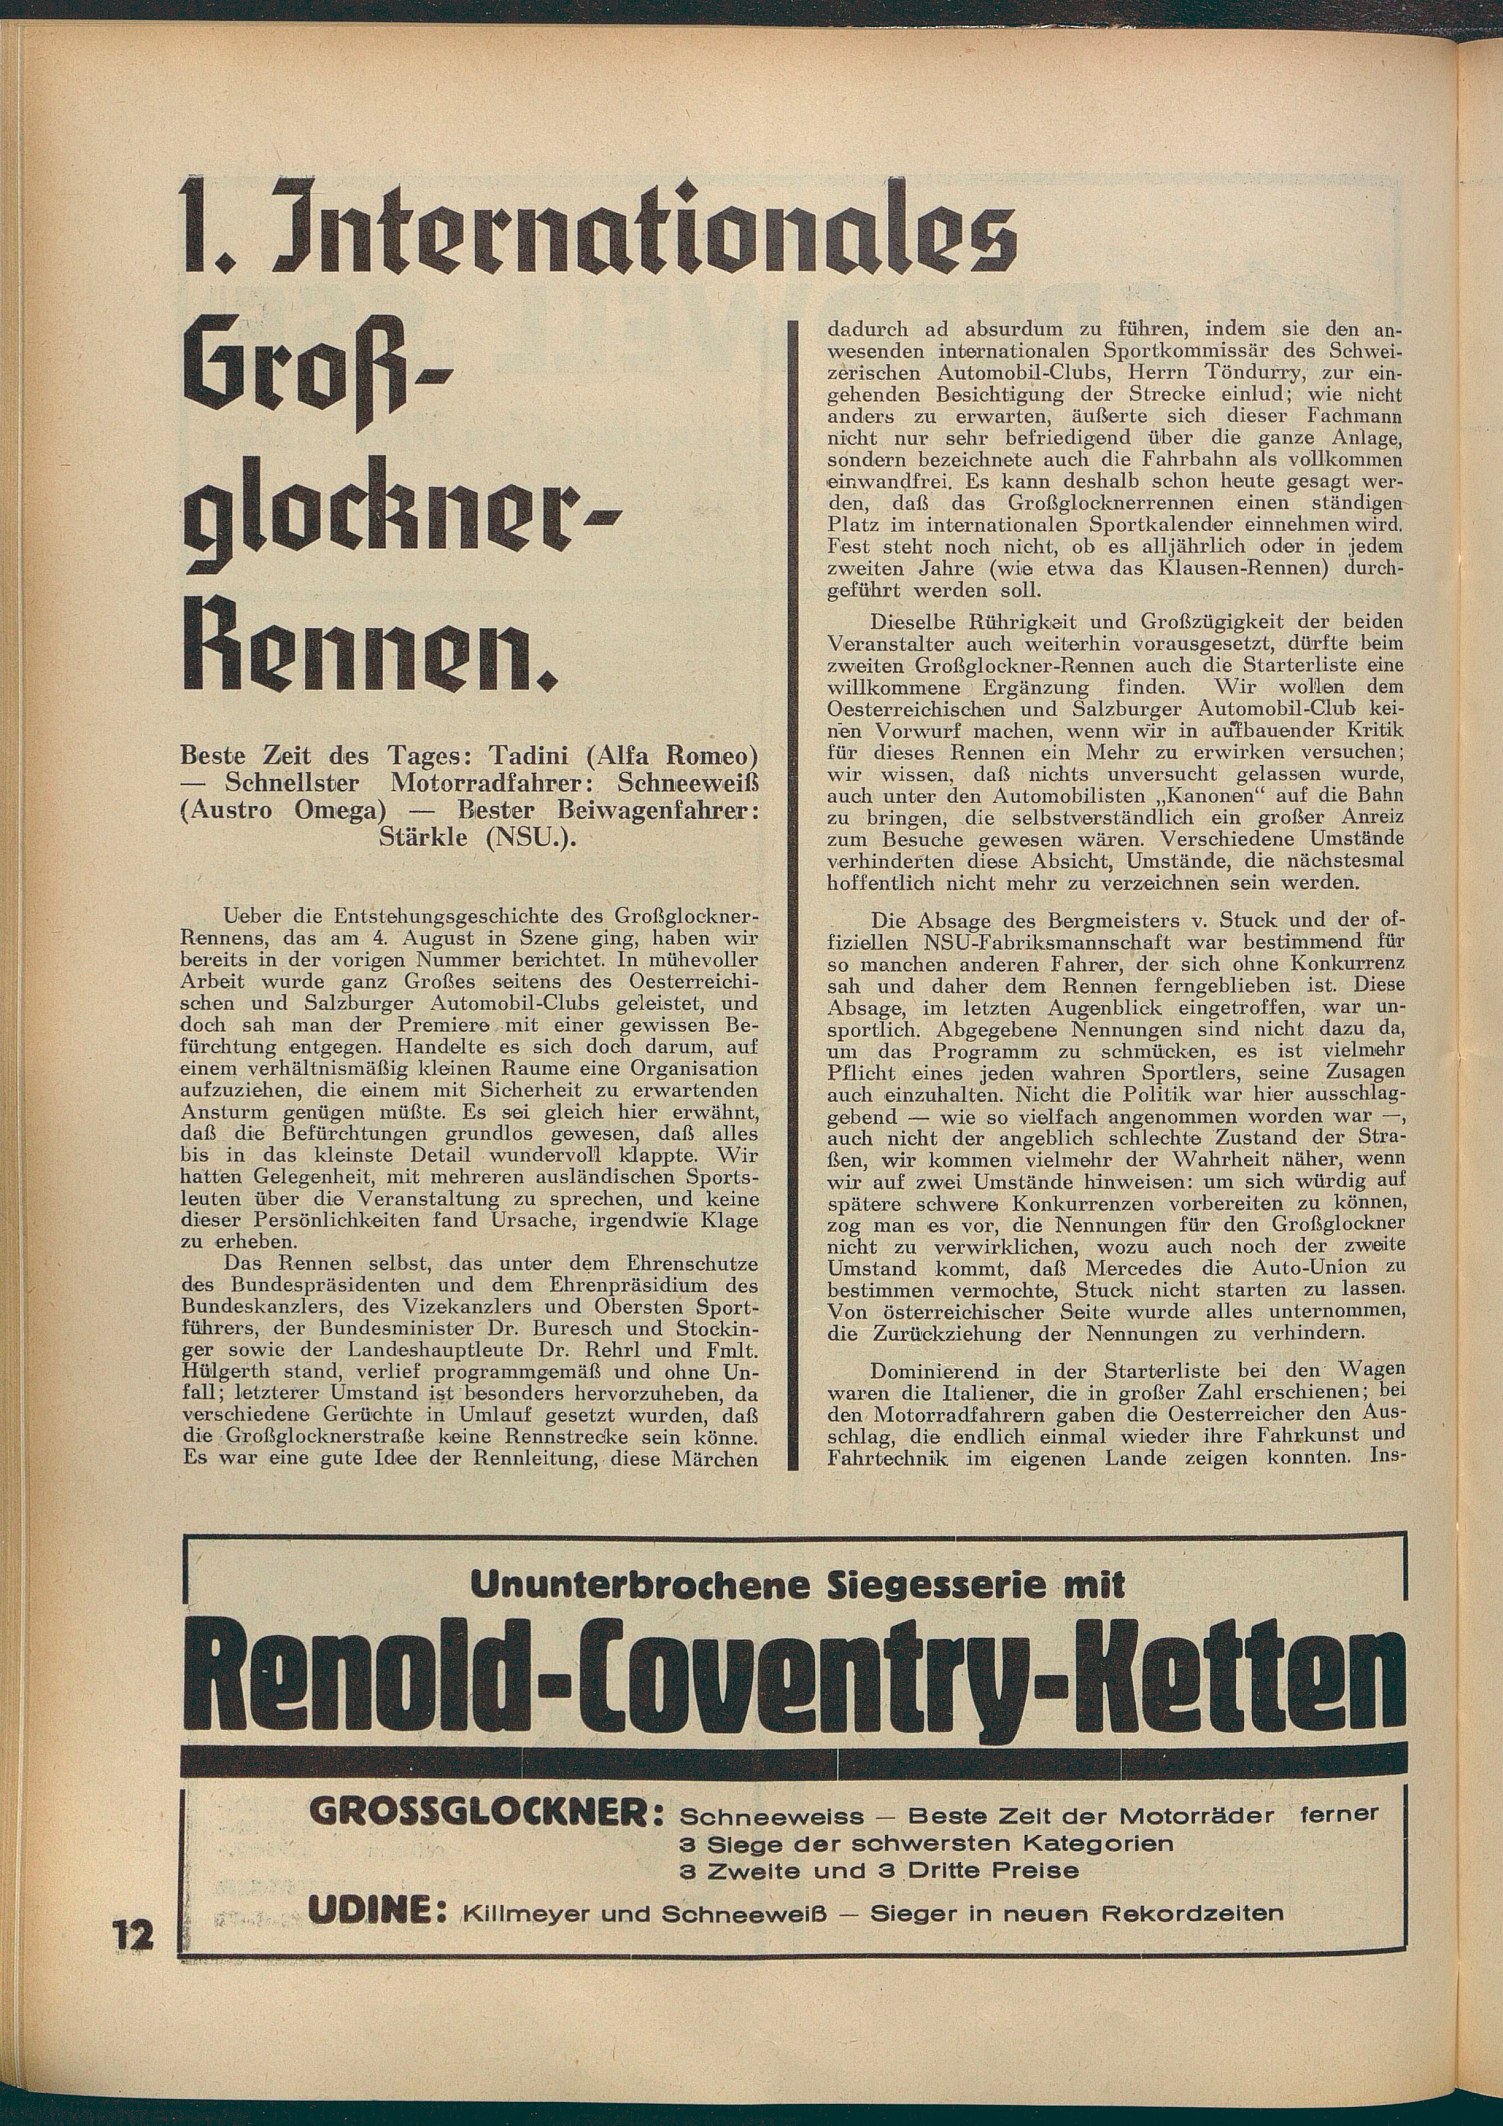 1. Internationales
Groß-
glockner-
Rennen.
Beste Zeit des Tages: Tadini (Alfa Romeo)
— Schnellster Motorradfahrer: Schneeweiß
(Austro Omega) — Bester Beiwagenfahrer:
Stärkle (NSU.).
Ueber die Entstehungsgeschichte des Großglockner-
Rennens, das am 4. August in Szene ging, haben wir
bereits in der vorigen Nummer berichtet. In mühevoller
Arbeit wurde ganz Großes seitens des Oesterreichi-
schen und Salzburger Automobil-Clubs geleistet, und
doch sah man der Premiere mit einer gewissen Be-
fürchtung entgegen. Handelte es sich doch darum, auf
einem verhältnismäßig kleinen Raume eine Organisation
aufzuziehen, die einem mit Sicherheit zu erwartenden
Ansturm genügen müßte. Es sei gleich hier erwähnt,
daß die Befürchtungen grundlos gewesen, daß alles
bis in das kleinste Detail wundervoll klappte. Wir
hatten Gelegenheit, mit mehreren ausländischen Sports-
leuten über die Veranstaltung zu sprechen, und keine
dieser Persönlichkeiten fand Ursache, irgendwie Klage
zu erheben.
Das Rennen selbst, das unter dem Ehrenschutze
des Bundespräsidenten und dem Ehrenpräsidium des
Bundeskanzlers, des Vizekanzlers und Obersten Sport-
führers, der Bundesminister Dr. Buresch und Stockin-
ger sowie der Landeshauptleute Dr. Rehrl und Fmlt.
Hülgerth stand, verlief programmgemäß und ohne Un-
fall; letzterer Umstand ist besonders hervorzuheben, da
verschiedene Gerüchte in Umlauf gesetzt wurden, daß
die Großglocknerstraße keine Rennstrecke sein könne.
Es war eine gute Idee der Rennleitung, diese Märchen
dadurch ad absurdum zu führen, indem sie den an-
wesenden internationalen Sportkommissär des Schwei-
zerischen Automobil-Clubs, Herrn Töndurry, zur ein-
gehenden Besichtigung der Strecke einlud; wie nicht
anders zu erwarten, äußerte sich dieser Fachmann
nicht nur sehr befriedigend über die ganze Anlage,
sondern bezeichnete auch die Fahrbahn als vollkommen
einwandfrei. Es kann deshalb schon heute gesagt wer-
den, daß das Großglocknerrennen einen ständigen
Platz im internationalen Sportkalender einnehmen wird.
Fest steht noch nicht, ob es alljährlich oder in jedem
zweiten Jahre (wie etwa das Klausen-Rennen) durch-
geführt werden soll.
Dieselbe Rührigkeit und Großzügigkeit der beiden
Veranstalter auch weiterhin vorausgesetzt, dürfte beim
zweiten Großglockner-Rennen auch die Starterliste eine
willkommene Ergänzung finden. Wir wollen dem
Oesterreichischen und Salzburger Automobil-Club kei-
nen Vorwurf machen, wenn wir in aufbauender Kritik
für dieses Rennen ein Mehr zu erwirken versuchen;
wir wissen, daß nichts unversucht gelassen wurde,
auch unter den Automobilisten „Kanonen“ auf die Bahn
zu bringen, die selbstverständlich ein großer Anreiz
zum Besuche gewesen wären. Verschiedene Umstände
verhinderten diese Absicht, Umstände, die nächstesmal
hoffentlich nicht mehr zu verzeichnen sein werden.
Die Absage des Bergmeisters v. Stuck und der of-
fiziellen NSU-Fabriksmannschaft war bestimmend für
so manchen anderen Fahrer, der sich ohne Konkurrenz
sah und daher dem Rennen ferngeblieben ist. Diese
Absage, im letzten Augenblick eingetroffen, war un-
sportlich. Abgegebene Nennungen sind nicht dazu da,
um das Programm zu schmücken, es ist vielmehr
Pflicht eines jeden wahren Sportlers, seine Zusagen
auch einzuhalten. Nicht die Politik war hier ausschlag-
gebend — wie so vielfach angenommen worden war —,
auch nicht der angeblich schlechte Zustand der Stra-
ßen, wir kommen vielmehr der Wahrheit näher, wenn
wir auf zwei Umstände hinweisen: um sich würdig auf
spätere schwere Konkurrenzen vorbereiten zu können,
zog man es vor, die Nennungen für den Großglockner
nicht zu verwirklichen, wozu auch noch der zweite
Umstand kommt, daß Mercedes die Auto-Union zu
bestimmen vermochte, Stuck nicht starten zu lassen.
Von österreichischer Seite wurde alles unternommen,
die Zurückziehung der Nennungen zu verhindern.
Dominierend in der Starterliste bei den Wagen
waren die Italiener, die in großer Zahl erschienen; bei
den Motorradfahrern gaben die Oesterreicher den Aus-
schlag, die endlich einmal wieder ihre Fahrkunst und
Fahrtechnik im eigenen Lande zeigen konnten. Ins-
Ununterbrochene Siegesserie mit
Renold-Coventry-Ketten
GROSSGLOCKNER: Schneeweiss — Beste Zeit der Motorräder ferner
3 Siege der schwersten Kategorien
3 Zweite und 3 Dritte Preise
UDINE: Killmeyer und Schneeweiß — Sieger in neuen Rekordzeiten
12